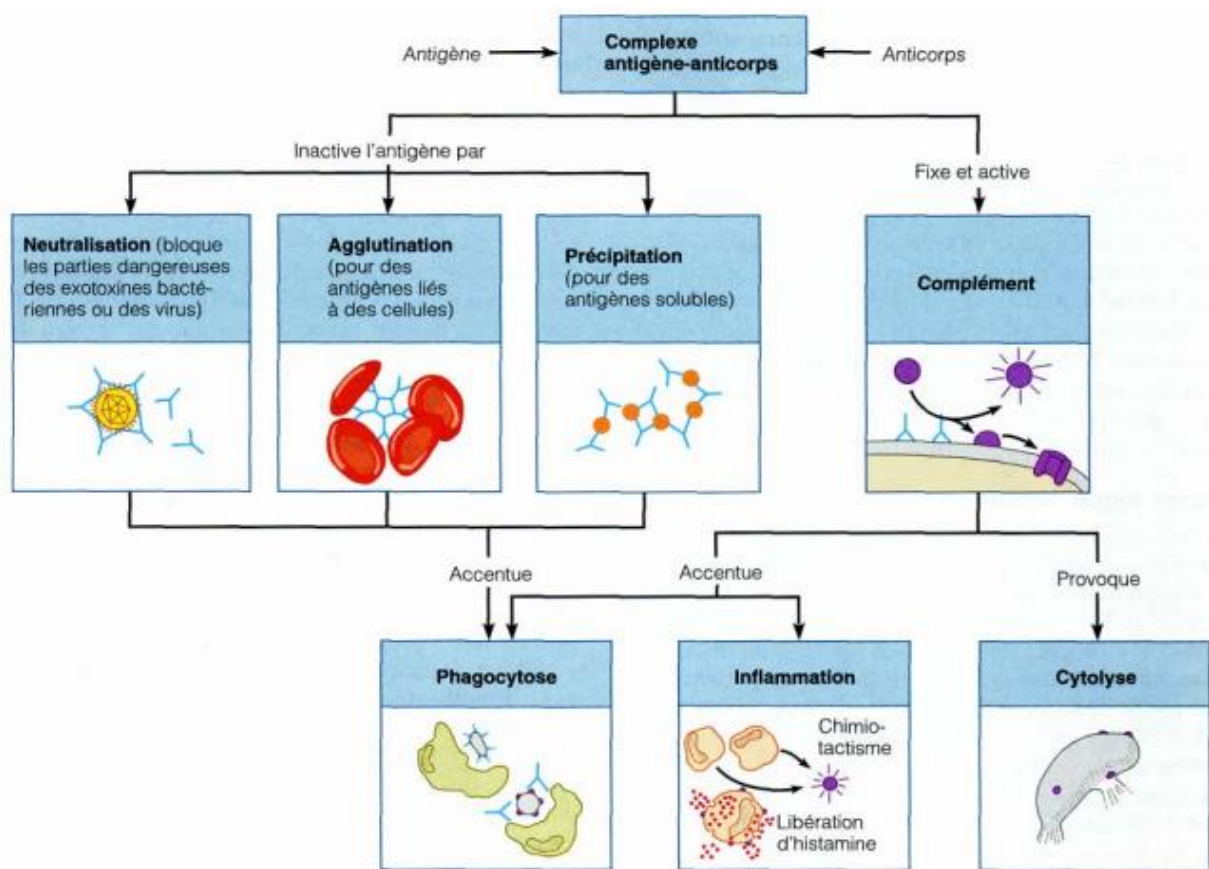 Antigène
Complexe
antigène-anticorps
Anticorps
Inactive l'antigène par
Fixe et active
Neutralisation (bloque
les parties dangereuses
des exotoxines bacté-
riennes ou des virus)
Agglutination
(pour des
antigènes liés
à des cellules)
Précipitation
(pour des
antigènes solubles)
Complément
Accentue
Accentue
Provoque
Phagocytose
Inflammation
Cytolyse
Chimio-
tactisme
Libération
d'histamine